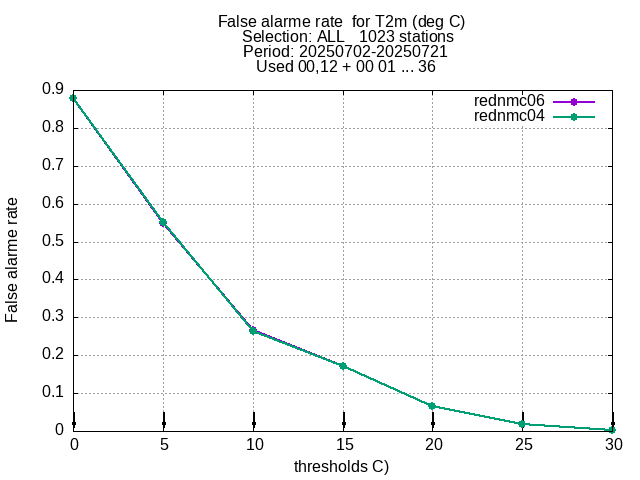 False alarme rate  for T2m (deg C)
Selection: ALL   1023 stations
Period: 20250702-20250721
Used 00,12 + 00 01 ... 36
rednmc06
rednmc04
False alarme rate
0.9
0.8
0.7
0.6
0.5
0.4
0.3
0.2
0.1
0
0 5 10 15 20 25 30
thresholds C)